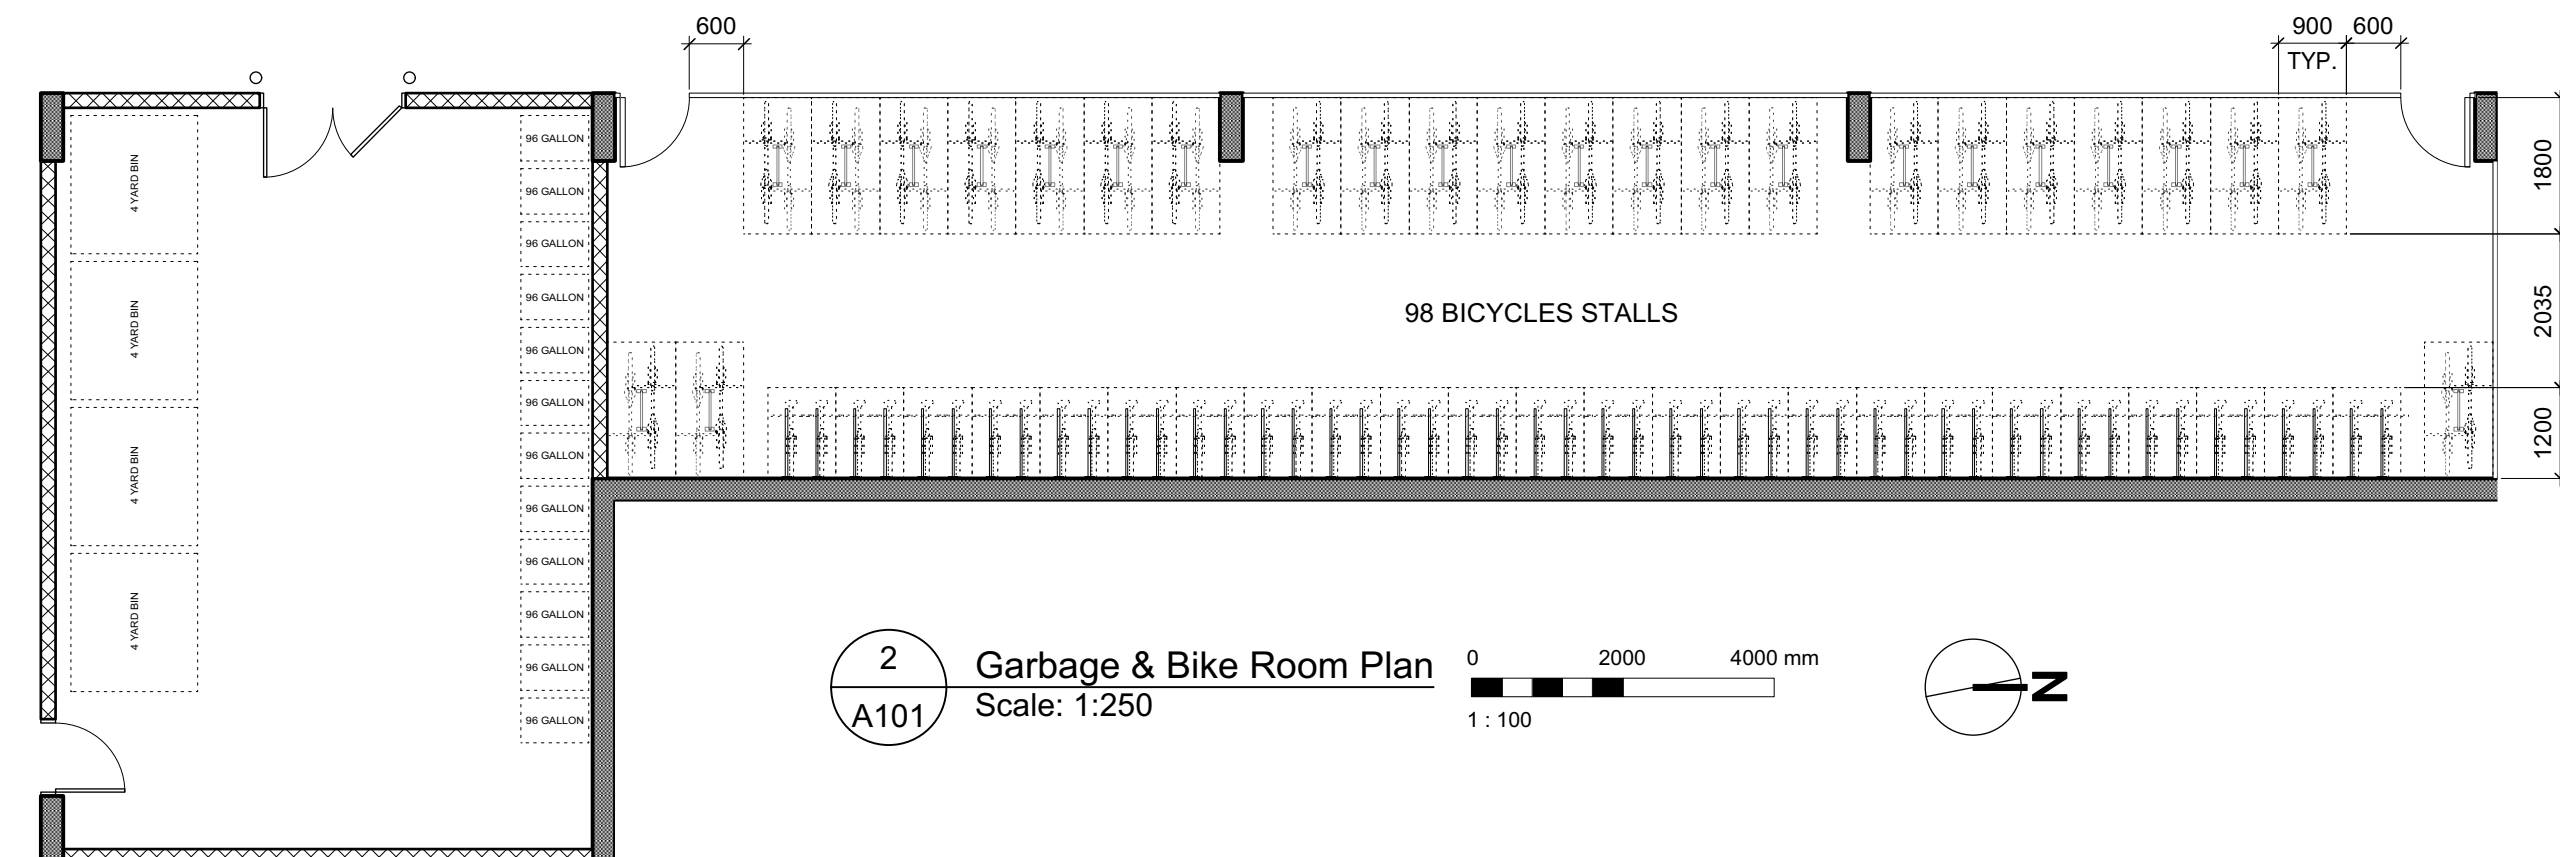 600
900 600
TYP.
4 YARD BIN
4 YARD BIN
4 YARD BIN
4 YARD BIN
96 GALLON
96 GALLON
96 GALLON
96 GALLON
96 GALLON
96 GALLON
96 GALLON
96 GALLON
96 GALLON
96 GALLON
96 GALLON
96 GALLON
98 BICYCLES STALLS
1800
2035
1200
2
A101
Garbage & Bike Room Plan
Scale: 1:250
0 2000 4000 mm
1 : 100
N